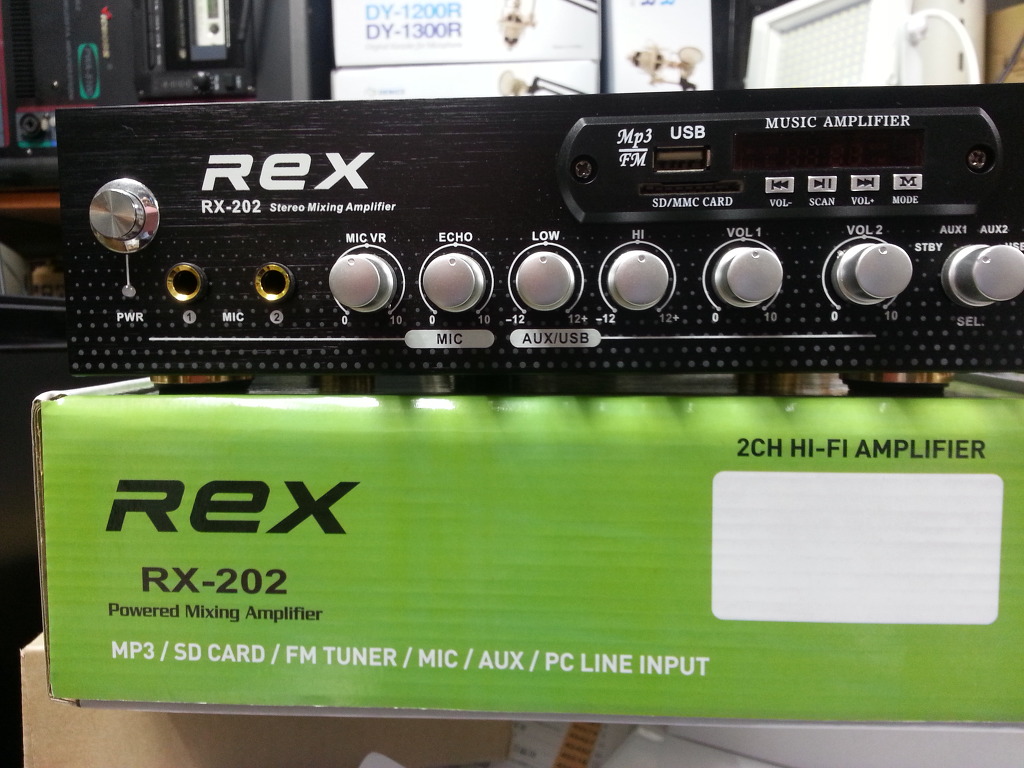 DY-1200R
DY-1300R
MUSIC AMPLIFIER
Mp3
FM
USB
SD/MMC CARD
VOL-
SCAN
VOL+
MODE
M
REX
RX-202 Stereo Mixing Amplifier
PWR
1
MIC
2
MIC VR
ECHO
LOW
HI
VOL 1
VOL 2
STBY
AUX1
AUX2
0
10
0
10
-12
12+
-12
12+
0
10
0
10
SEL.
MIC
AUX/USB
2CH HI-FI AMPLIFIER
REX
RX-202
Powered Mixing Amplifier
MP3 / SD CARD / FM TUNER / MIC / AUX / PC LINE INPUT